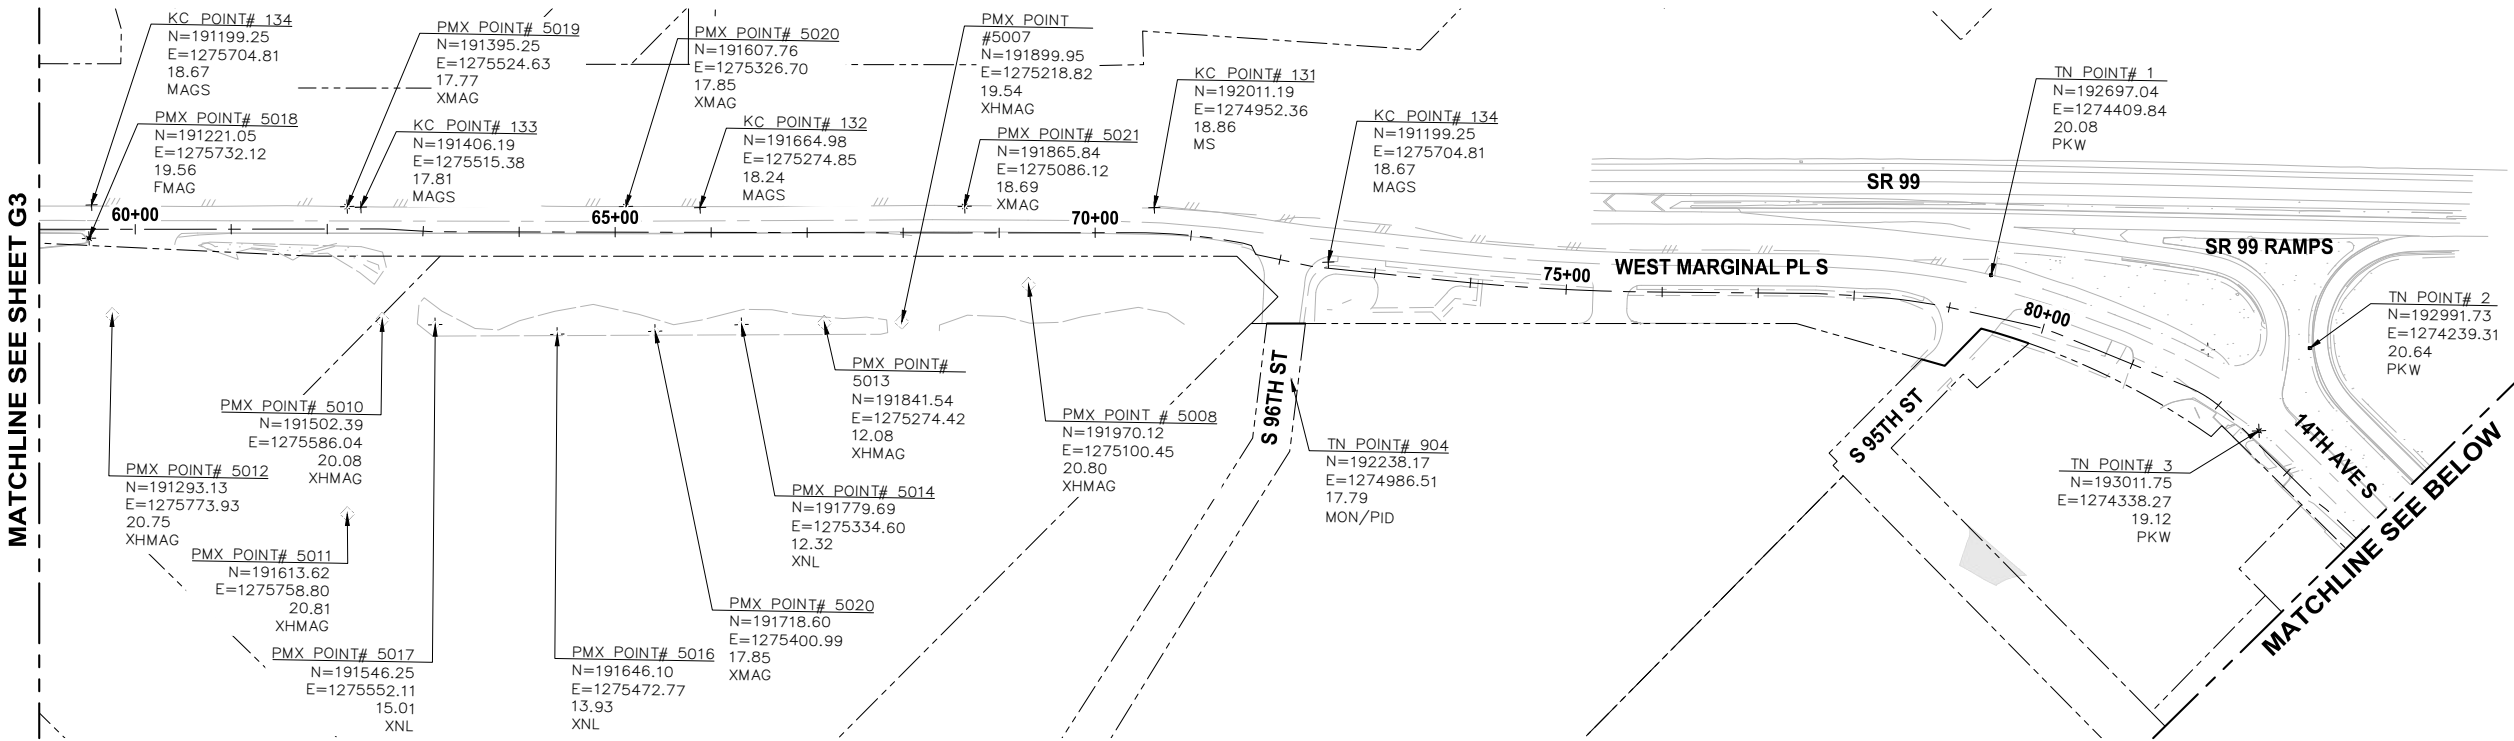 MATCHLINE SEE SHEET G3
KC POINT# 134
N=191199.25
E=1275704.81
18.67
MAGS
PMX POINT# 5018
N=191221.05
E=1275732.12
19.56
FMAG
PMX POINT# 5019
N=191395.25
E=1275524.63
17.77
XMAG
KC POINT# 133
N=191406.19
E=1275515.38
17.81
MAGS
PMX POINT# 5020
N=191607.76
E=1275326.70
17.85
XMAG
KC POINT# 132
N=191664.98
E=1275274.85
18.24
MAGS
PMX POINT
#5007
N=191899.95
E=1275218.82
19.54
XHMAG
PMX POINT# 5021
N=191865.84
E=1275086.12
18.69
XMAG
KC POINT# 131
N=192011.19
E=1274952.36
18.86
MS
KC POINT# 134
N=191199.25
E=1275704.81
18.67
MAGS
TN POINT# 1
N=192697.04
E=1274409.84
20.08
PKW
SR 99
SR 99 RAMPS
60+00
65+00
70+00
75+00
WEST MARGINAL PL S
80+00
TN POINT# 2
N=192991.73
E=1274239.31
20.64
PKW
PMX POINT# 5012
N=191293.13
E=1275773.93
20.75
XHMAG
PMX POINT# 5010
N=191502.39
E=1275586.04
20.08
XHMAG
PMX POINT# 5011
N=191613.62
E=1275758.80
20.81
XHMAG
PMX POINT# 5017
N=191546.25
E=1275552.11
15.01
XNL
PMX POINT# 5016
N=191646.10
E=1275472.77
13.93
XNL
PMX POINT# 5020
N=191718.60
E=1275400.99
17.85
XMAG
PMX POINT# 5014
N=191779.69
E=1275334.60
12.32
XNL
PMX POINT#
5013
N=191841.54
E=1275274.42
12.08
XHMAG
PMX POINT # 5008
N=191970.12
E=1275100.45
20.80
XHMAG
S 96TH ST
TN POINT# 904
N=192238.17
E=1274986.51
17.79
MON/PID
S 95TH ST
TN POINT# 3
N=193011.75
E=1274338.27
19.12
PKW
14TH AVE S
MATCHLINE SEE BELOW